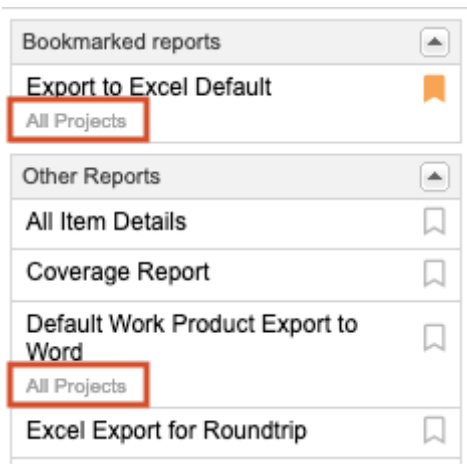 Bookmarked reports
Export to Excel Default
All Projects
Other Reports
All Item Details
Coverage Report
Default Work Product Export to
Word
All Projects
Excel Export for Roundtrip